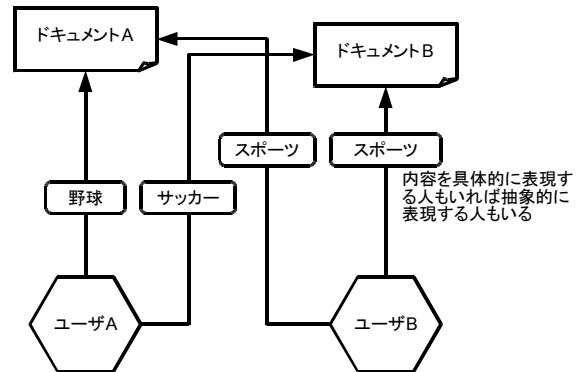 ドキュメントA
ドキュメントB
スポーツ
スポーツ
野球
サッカー
内容を具体的に表現す
る人もいれば抽象的に
表現する人もいる
ユーザA
ユーザB